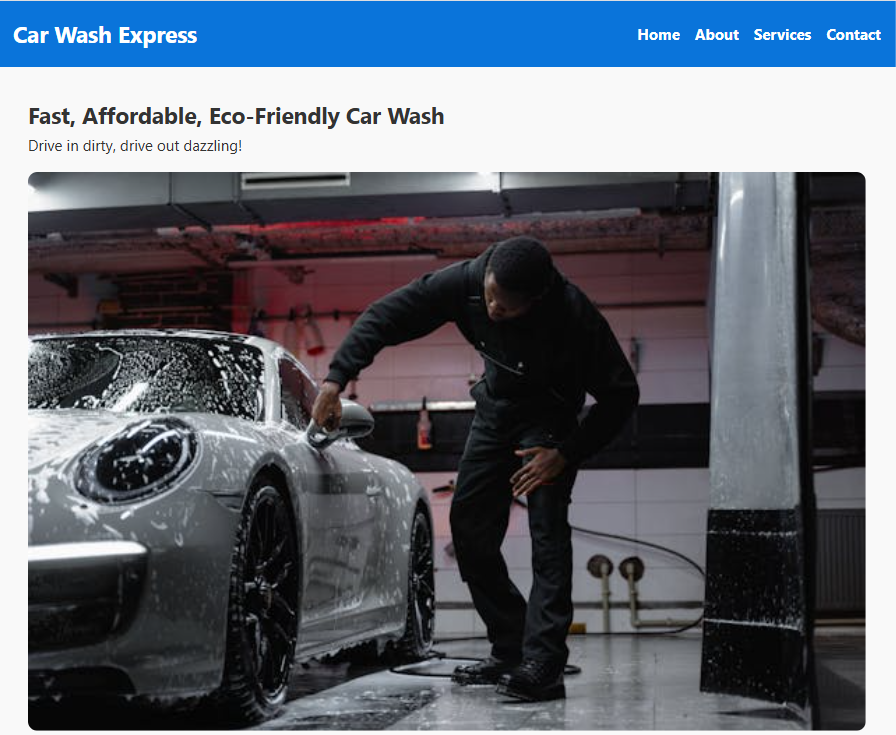 Car Wash Express
Home About Services Contact
Fast, Affordable, Eco-Friendly Car Wash
Drive in dirty, drive out dazzling!